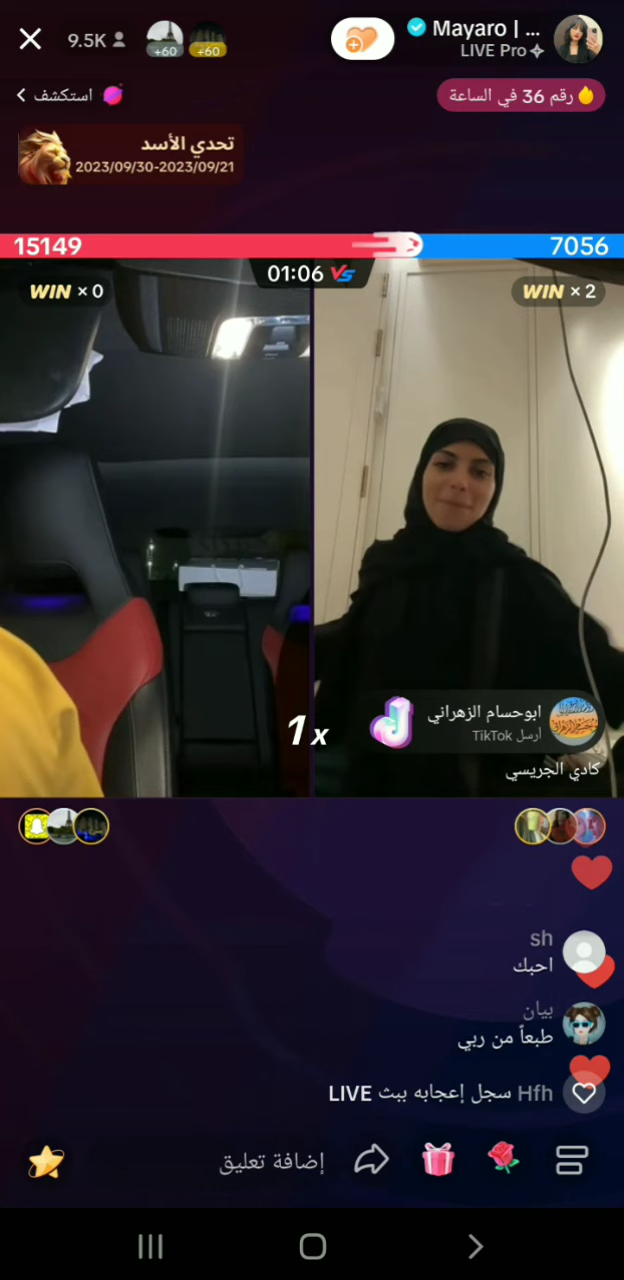 9.5K
+60
+60
Mayaro | ...
LIVE Pro
استكشف
رقم 36 في الساعة
تحدي الأسد
2023/09/30-2023/09/21
15149
7056
01:06 VS
WIN × 0
WIN × 2
1 x
ابوحسام الزهراني
أرسل TikTok
كادي الجريسي
sh
احبك
بيان
طبعاً من ربي
Hfh سجل إعجابه ببث LIVE
إضافة تعليق